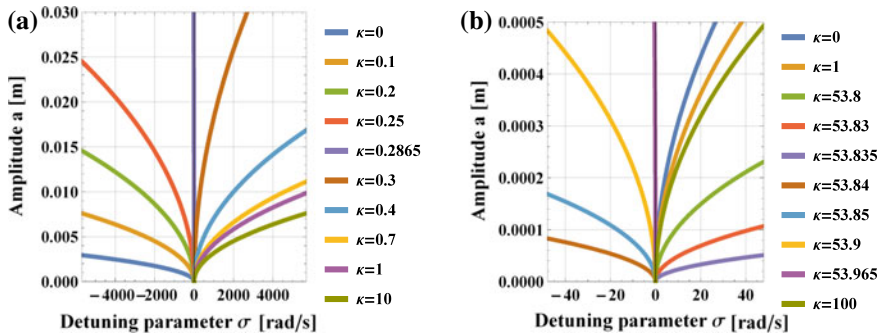 (a)
Amplitude a [m]
0.030
0.025
0.020
0.015
0.010
0.005
0.000
−4000 −2000 0 2000 4000
Detuning parameter σ [rad/s]
κ=0
κ=0.1
κ=0.2
κ=0.25
κ=0.2865
κ=0.3
κ=0.4
κ=0.7
κ=1
κ=10
(b)
Amplitude a [m]
0.0005
0.0004
0.0003
0.0002
0.0001
0.0000
−40 −20 0 20 40
Detuning parameter σ [rad/s]
κ=0
κ=1
κ=53.8
κ=53.83
κ=53.835
κ=53.84
κ=53.85
κ=53.9
κ=53.965
κ=100